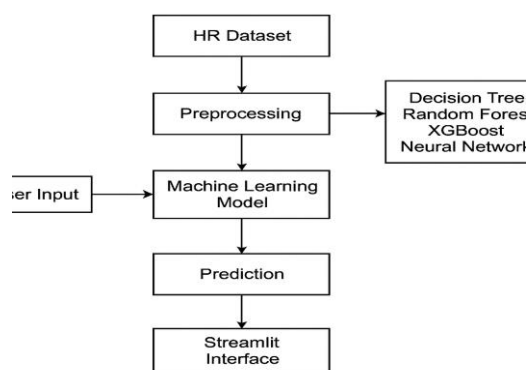 HR Dataset
Preprocessing
Decision Tree
Random Fores
XGBoost
Neural Network
ser Input
Machine Learning
Model
Prediction
Streamlit
Interface